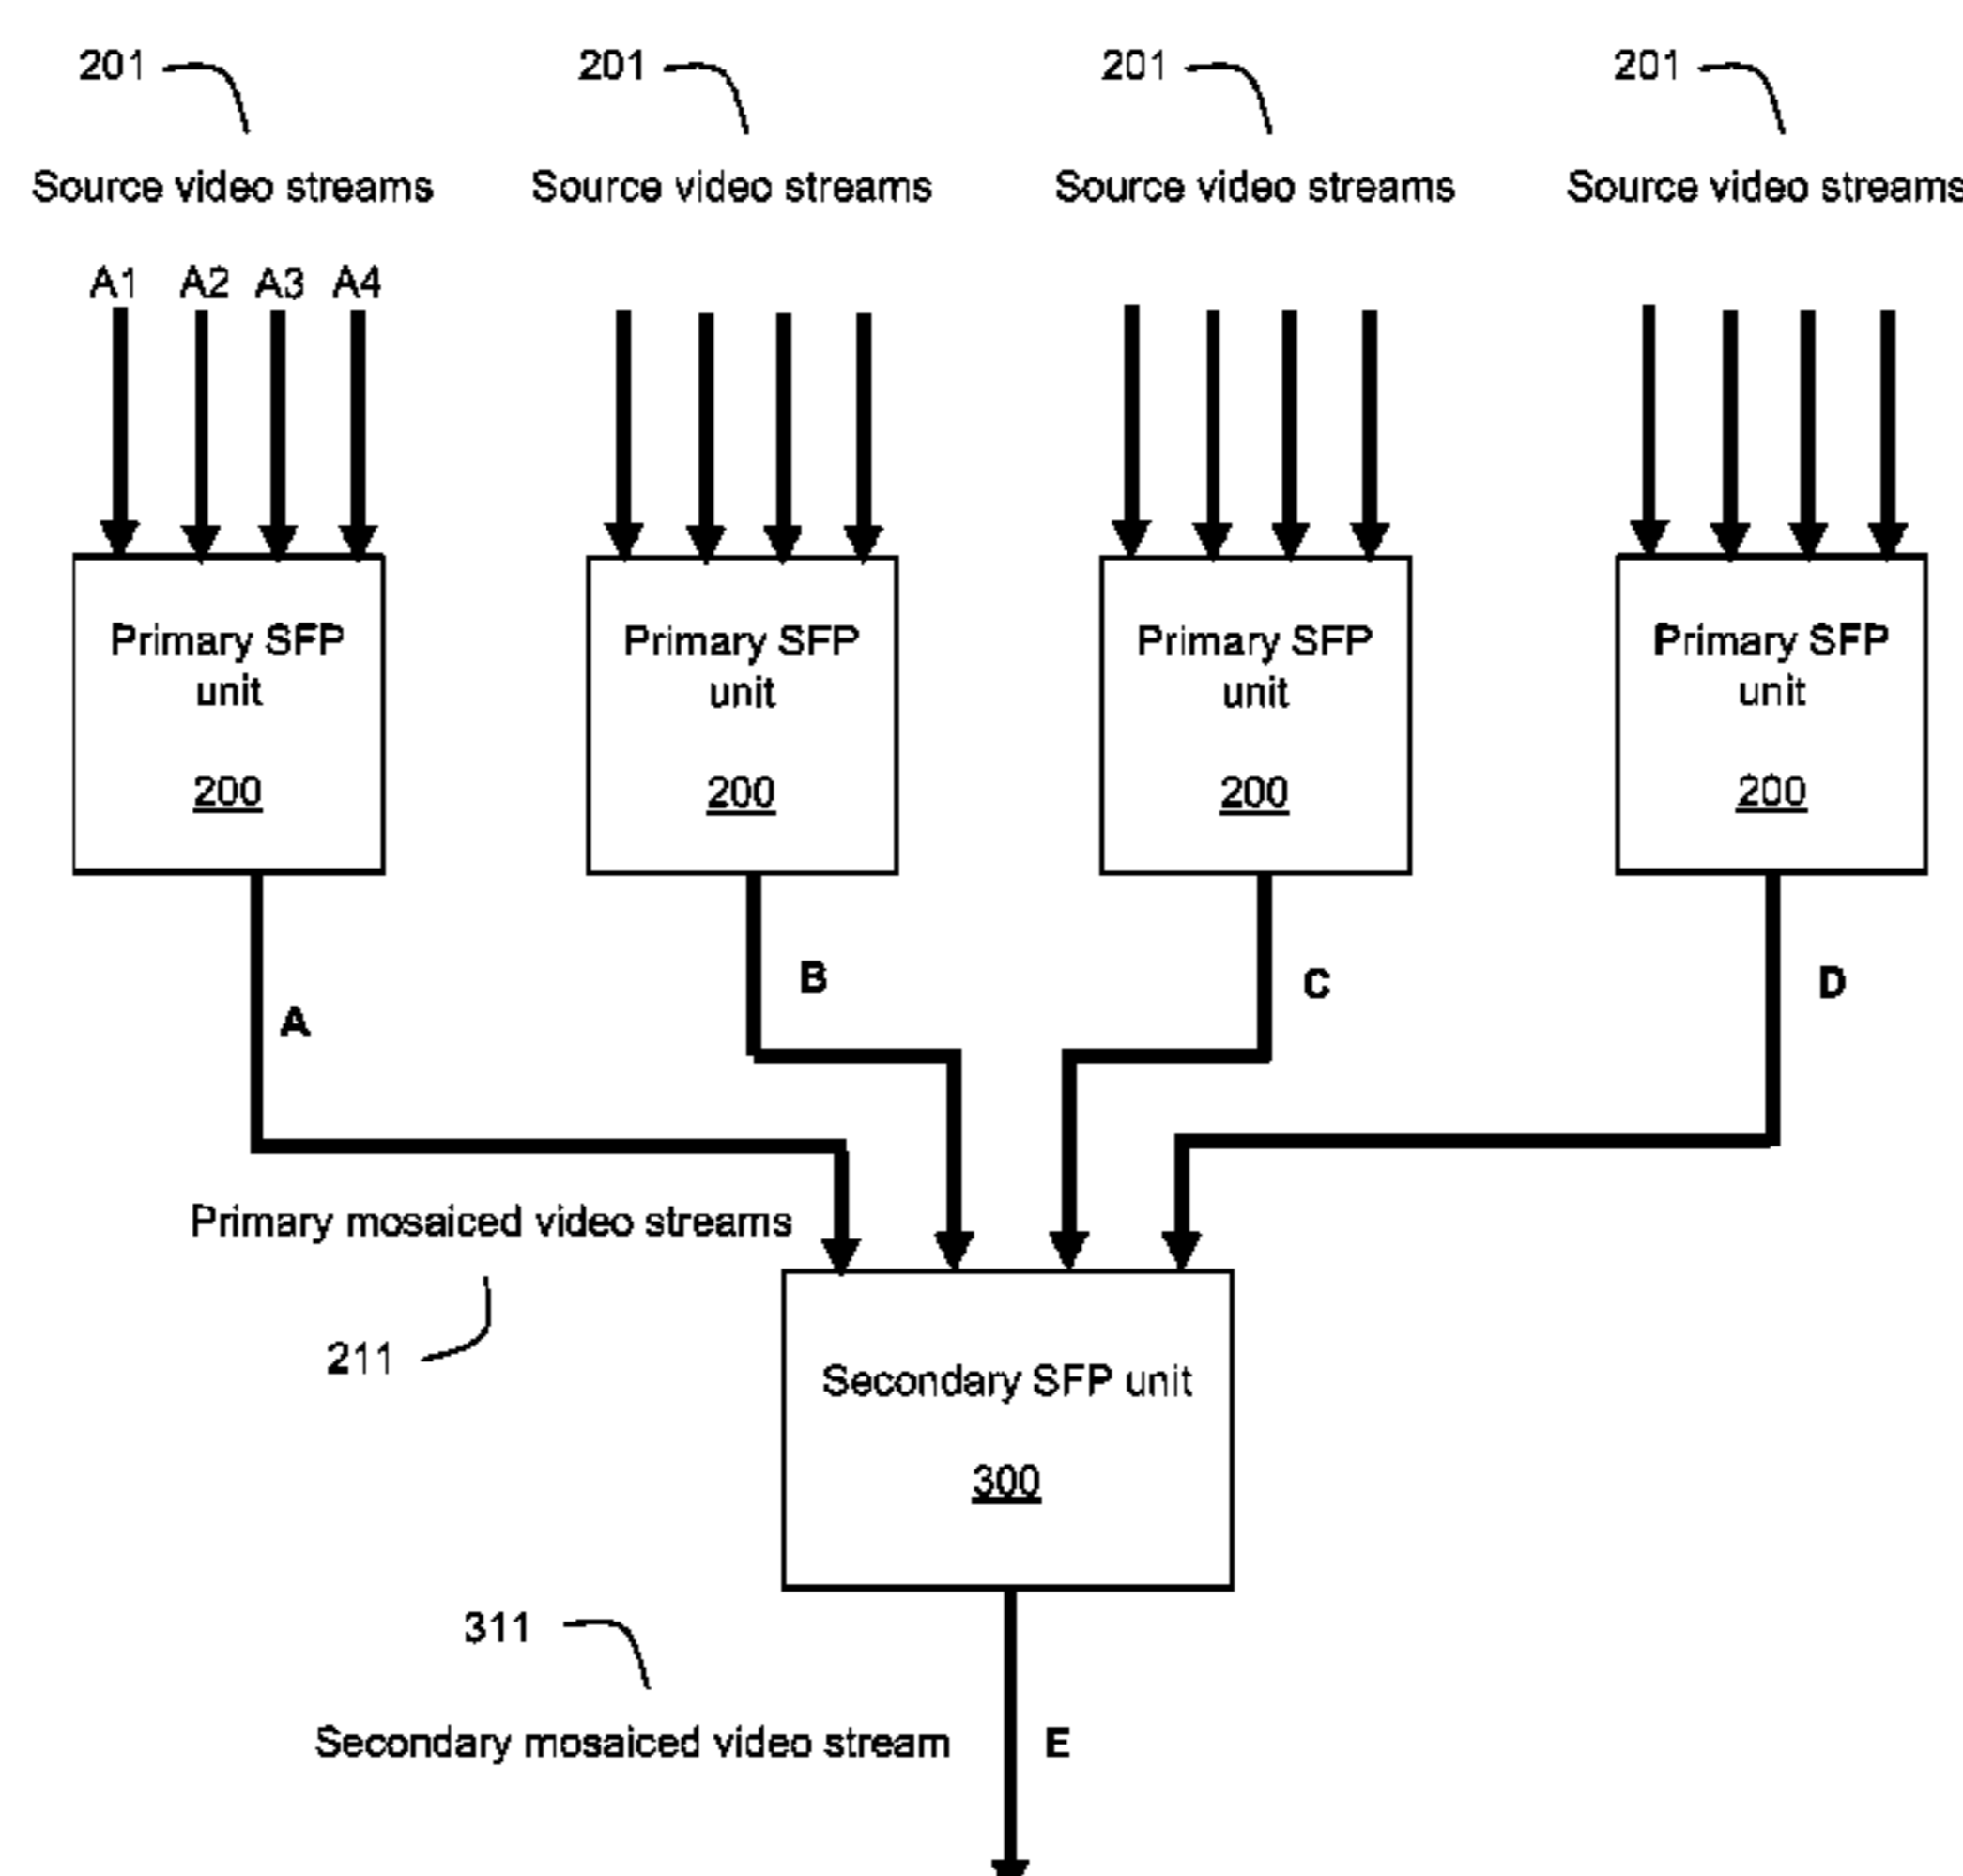 201 201 201 201
Source video streams Source video streams Source video streams Source video streams
A1 A2 A3 A4
Primary SFP Primary SFP Primary SFP Primary SFP
unit unit unit unit
200 200 200 200
B C D
A
Primary mosaiced video streams
211
Secondary SFP unit
300
311
Secondary mosaiced video stream E